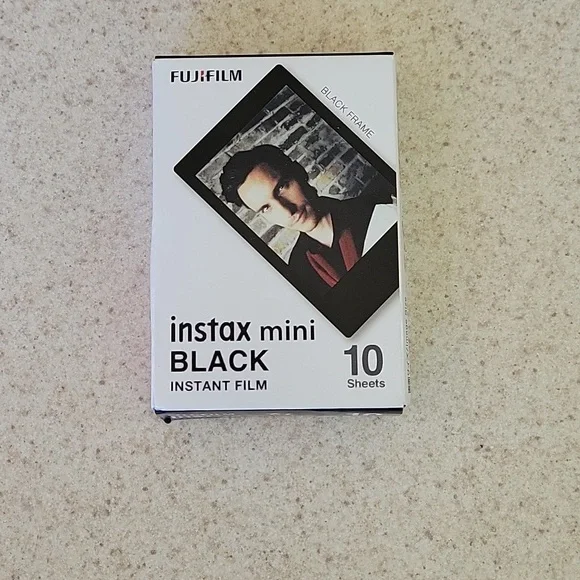 FUJIFILM
BLACK FRAME
instax mini
BLACK
INSTANT FILM
10
Sheets